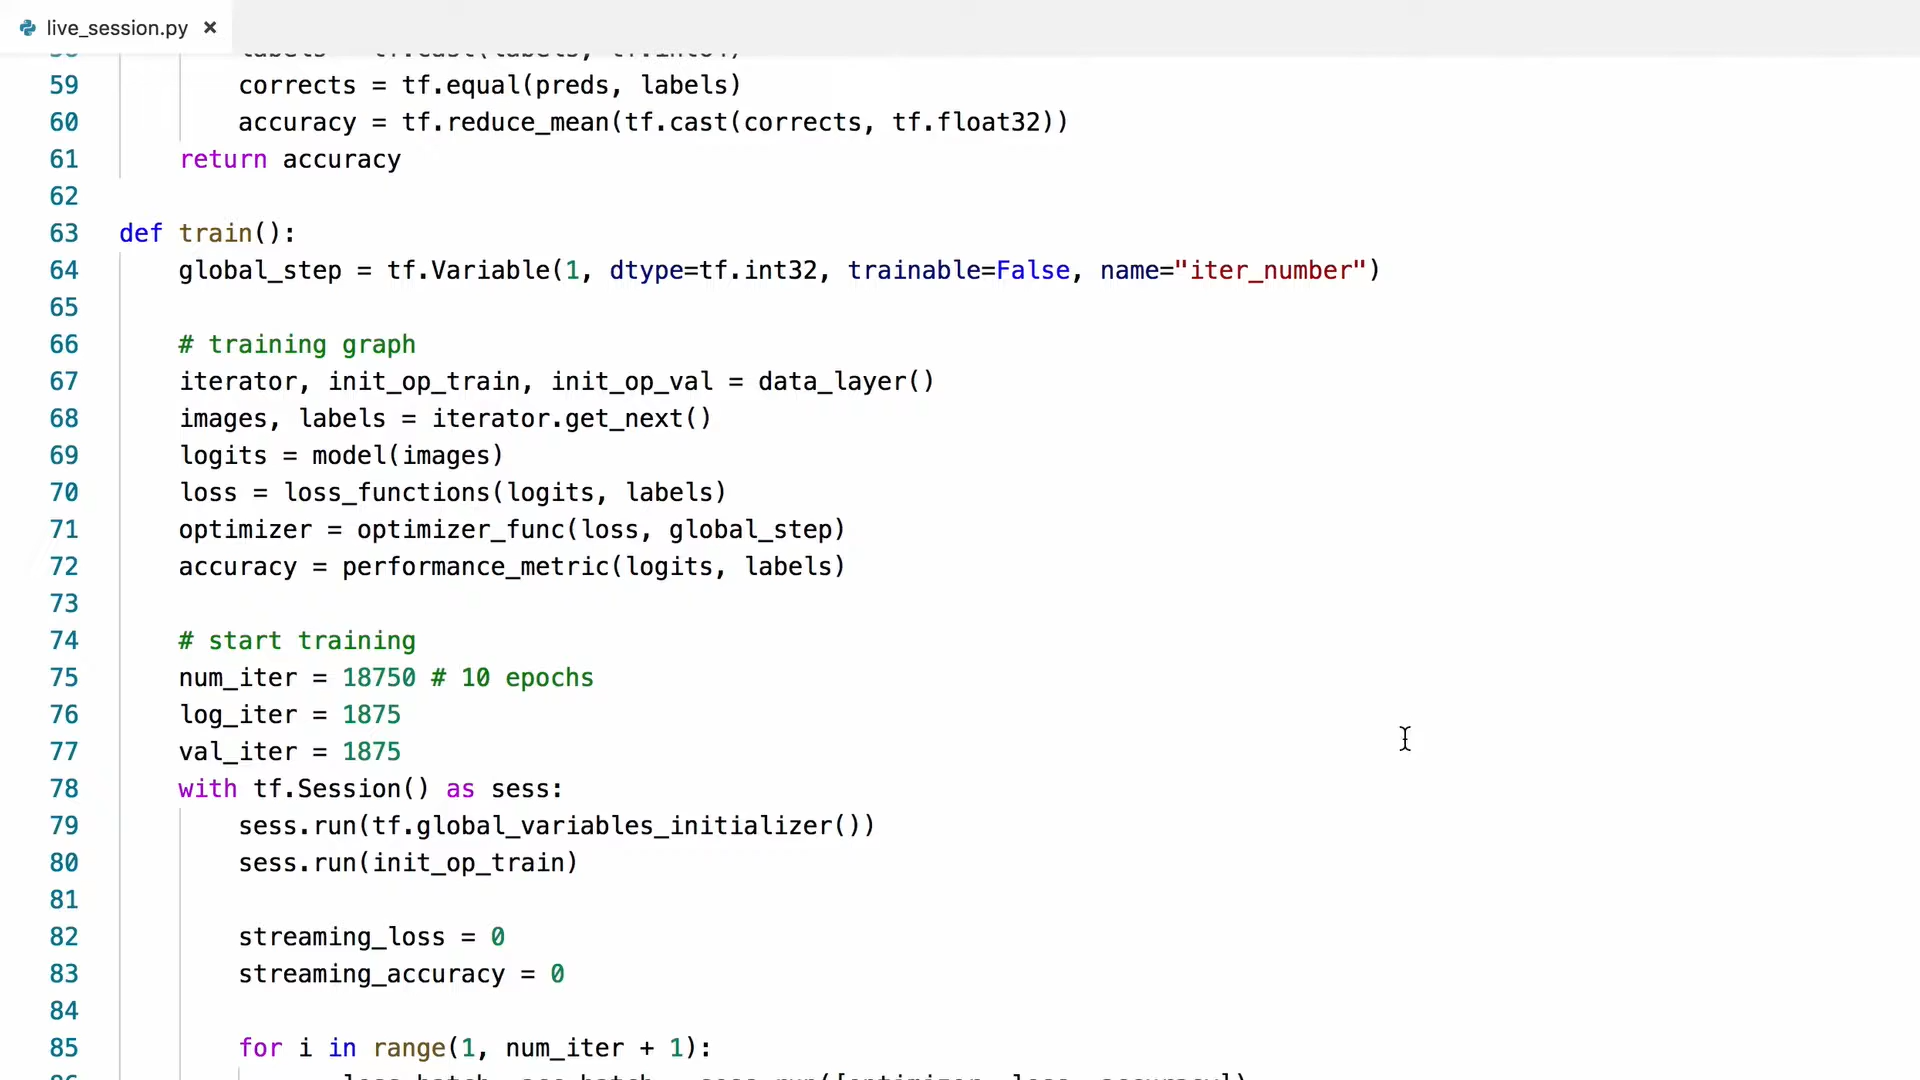 live_session.py ×
59 corrects = tf.equal(preds, labels)
60 accuracy = tf.reduce_mean(tf.cast(corrects, tf.float32))
61 return accuracy
62
63 def train():
64 global_step = tf.Variable(1, dtype=tf.int32, trainable=False, name="iter_number")
65
66 # training graph
67 iterator, init_op_train, init_op_val = data_layer()
68 images, labels = iterator.get_next()
69 logits = model(images)
70 loss = loss_functions(logits, labels)
71 optimizer = optimizer_func(loss, global_step)
72 accuracy = performance_metric(logits, labels)
73
74 # start training
75 num_iter = 18750 # 10 epochs
76 log_iter = 1875
77 val_iter = 1875
78 with tf.Session() as sess:
79 sess.run(tf.global_variables_initializer())
80 sess.run(init_op_train)
81
82 streaming_loss = 0
83 streaming_accuracy = 0
84
85 for i in range(1, num_iter + 1):